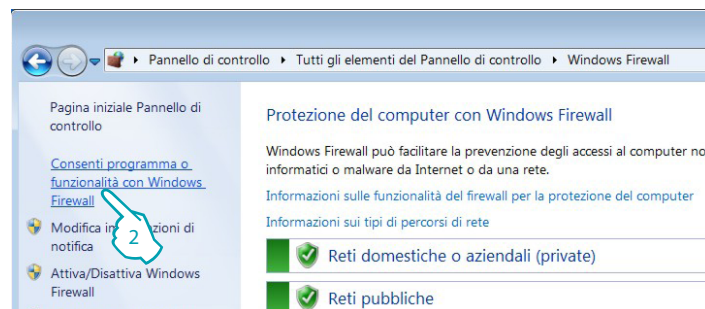 Pannello di controllo Tutti gli elementi del Pannello di controllo Windows Firewall
Pagina iniziale Pannello di
controllo
Consenti programma o
funzionalità con Windows
Firewall
Modifica zioni di
notifica
2
Attiva/Disattiva Windows
Firewall
Protezione del computer con Windows Firewall
Windows Firewall può facilitare la prevenzione degli accessi al computer no
informatici o malware da Internet o da una rete.
Informazioni sulle funzionalità del firewall per la protezione del computer
Informazioni sui tipi di percorsi di rete
Reti domestiche o aziendali (private)
Reti pubbliche